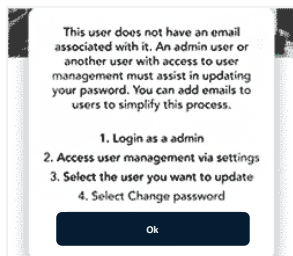 This user does not have an email
associated with it. An admin user or
another user with access to user
management must assist in updating
your password. You can add emails to
users to simplify this process.
1. Login as a admin
2. Access user management via settings
3. Select the user you want to update
4. Select Change password
Ok